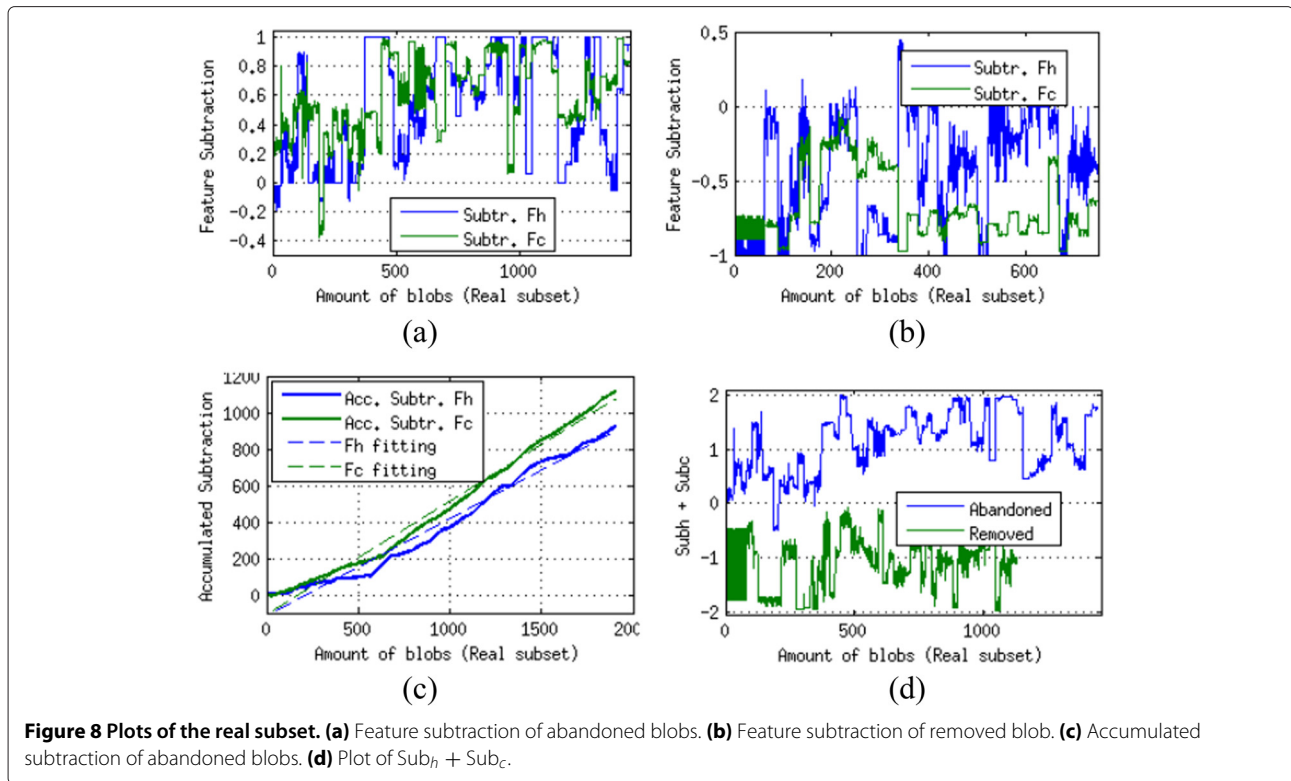 1
0.8
0.6
0.4
0.2
0
−0.2
−0.4
Feature Subtraction
Subtr. Fh
Subtr. Fc
0 500 1000
Amount of blobs (Real subset)
(a)
0.5
0
−0.5
−1
Feature Subtraction
Subtr. Fh
Subtr. Fc
0 200 400 600
Amount of blobs (Real subset)
(b)
1200
1000
800
600
400
200
0
Accumulated Subtraction
Acc. Subtr. Fh
Acc. Subtr. Fc
Fh fitting
Fc fitting
0 500 1000 1500 200
Amount of blobs (Real subset)
(c)
2
1
0
−1
−2
Subh + Subc
Abandoned
Removed
0 500 1000
Amount of blobs (Real subset)
(d)
Figure 8 Plots of the real subset. (a) Feature subtraction of abandoned blobs. (b) Feature subtraction of removed blob. (c) Accumulated
subtraction of abandoned blobs. (d) Plot of Subh + Subc.